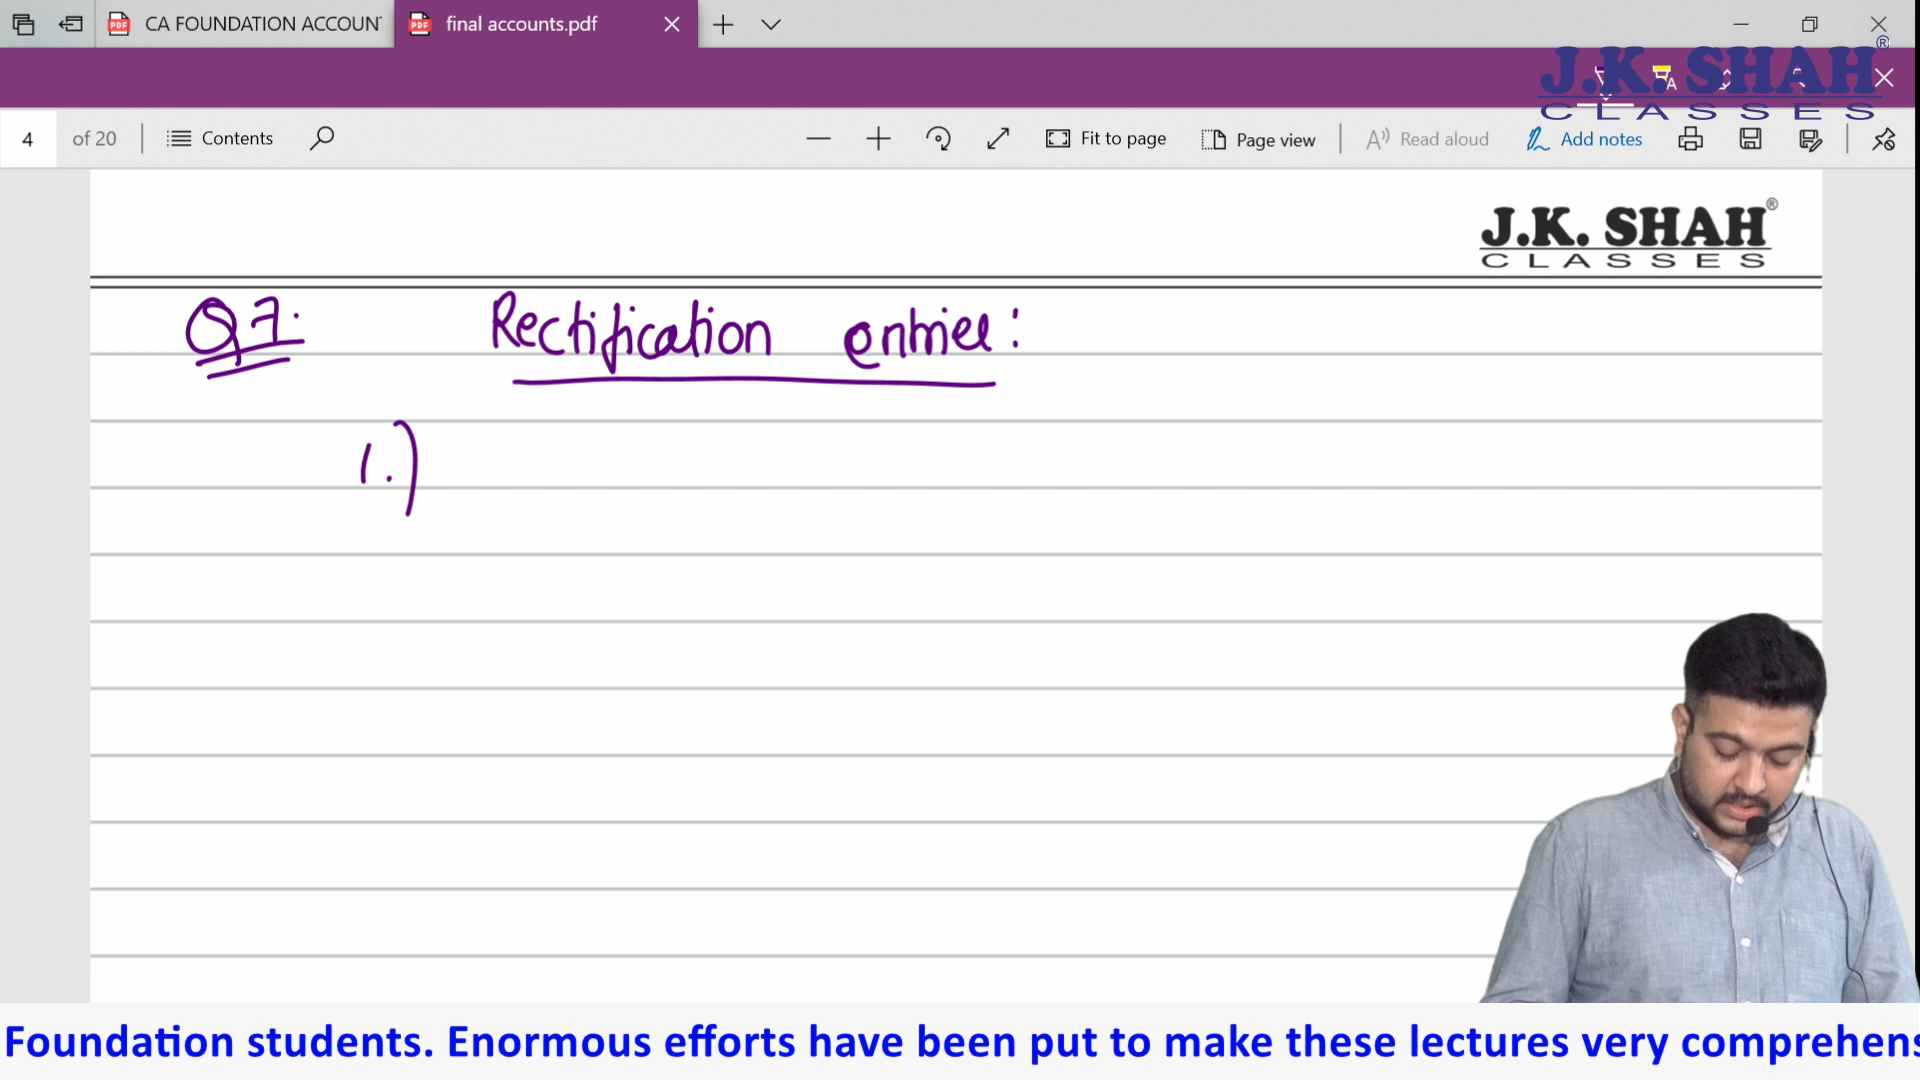 CA FOUNDATION ACCOUN
final accounts.pdf
J.K. SHAH®
CLASSES
4 of 20 Contents Fit to page Page view Read aloud Add notes
J.K. SHAH®
CLASSES
Q7. Rectification entries:
1.)
Foundation students. Enormous efforts have been put to make these lectures very comprehens